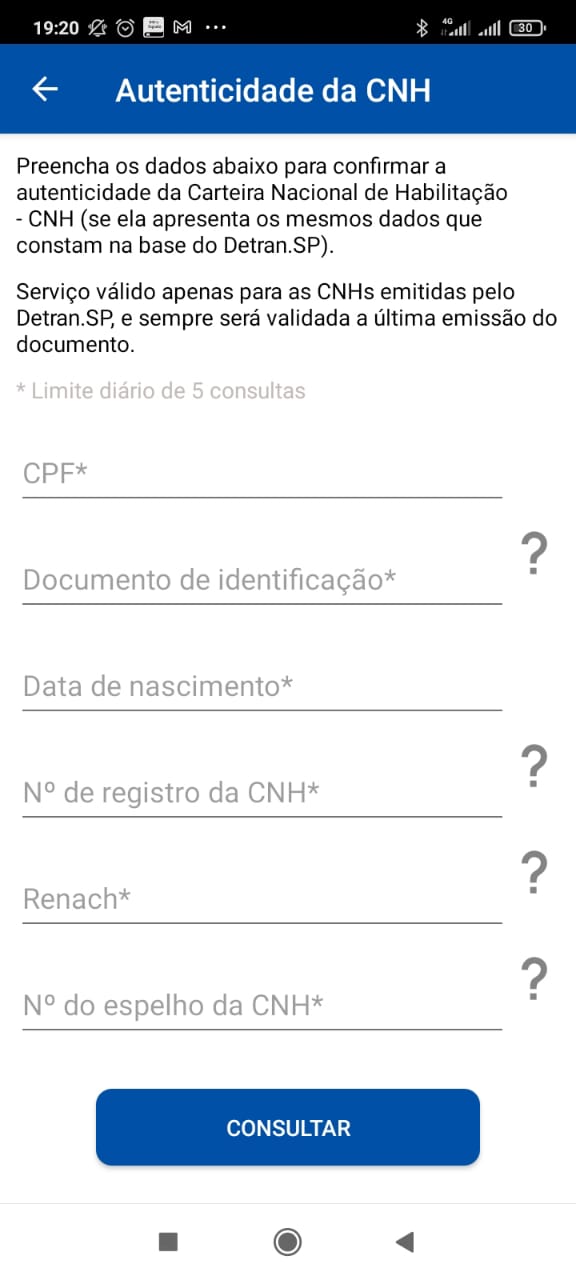 19:20
4G
30
Autenticidade da CNH
Preencha os dados abaixo para confirmar a
autenticidade da Carteira Nacional de Habilitação
- CNH (se ela apresenta os mesmos dados que
constam na base do Detran.SP).
Serviço válido apenas para as CNHs emitidas pelo
Detran.SP, e sempre será validada a última emissão do
documento.
* Limite diário de 5 consultas
CPF*
?
Documento de identificação*
Data de nascimento*
?
Nº de registro da CNH*
?
Renach*
?
Nº do espelho da CNH*
CONSULTAR